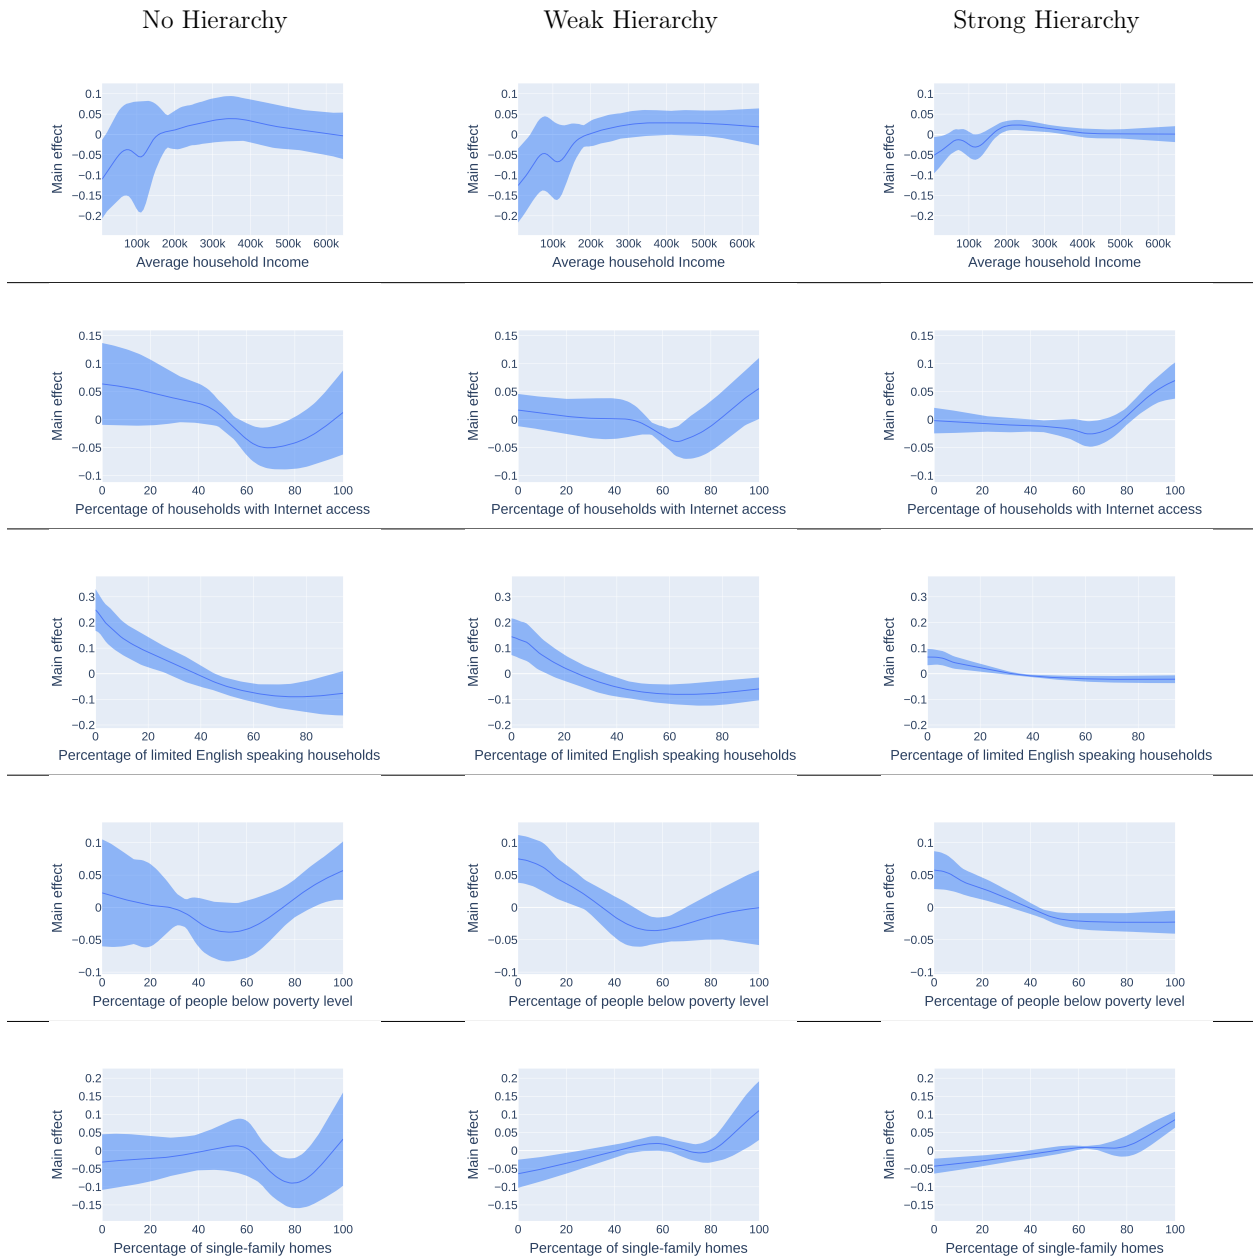 No Hierarchy Weak Hierarchy Strong Hierarchy
0.1 0.1 0.1
0.05 0.05 0.05
0 0 0
−0.05 −0.05 −0.05
−0.1 −0.1 −0.1
−0.15 −0.15 −0.15
−0.2 −0.2 −0.2
Main effect Main effect Main effect
100k 200k 300k 400k 500k 600k 100k 200k 300k 400k 500k 600k 100k 200k 300k 400k 500k 600k
Average household Income Average household Income Average household Income
0.15 0.15 0.15
0.1 0.1 0.1
0.05 0.05 0.05
0 0 0
−0.05 −0.05 −0.05
−0.1 −0.1 −0.1
Main effect Main effect Main effect
0 20 40 60 80 100 0 20 40 60 80 100 0 20 40 60 80 100
Percentage of households with Internet access Percentage of households with Internet access Percentage of households with Internet access
0.3 0.3 0.3
0.2 0.2 0.2
0.1 0.1 0.1
0 0 0
−0.1 −0.1 −0.1
−0.2 −0.2 −0.2
Main effect Main effect Main effect
0 20 40 60 80 0 20 40 60 80 0 20 40 60 80
Percentage of limited English speaking households Percentage of limited English speaking households Percentage of limited English speaking households
0.1 0.1 0.1
0.05 0.05 0.05
0 0 0
−0.05 −0.05 −0.05
−0.1 −0.1 −0.1
Main effect Main effect Main effect
0 20 40 60 80 100 0 20 40 60 80 100 0 20 40 60 80 100
Percentage of people below poverty level Percentage of people below poverty level Percentage of people below poverty level
0.2 0.2 0.2
0.15 0.15 0.15
0.1 0.1 0.1
0.05 0.05 0.05
0 0 0
−0.05 −0.05 −0.05
−0.1 −0.1 −0.1
−0.15 −0.15 −0.15
Main effect Main effect Main effect
0 20 40 60 80 100 0 20 40 60 80 100 0 20 40 60 80 100
Percentage of single-family homes Percentage of single-family homes Percentage of single-family homes